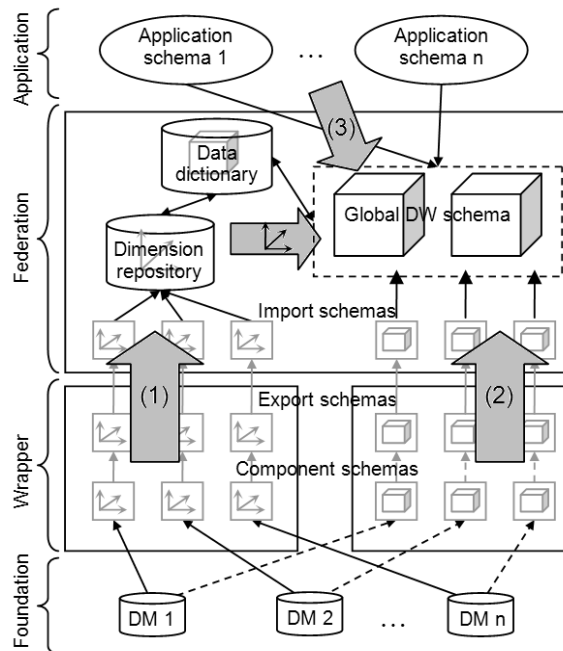 Application
Application
schema 1
...
Application
schema n
Federation
(3)
Data
dictionary
Global DW schema
Dimension
repository
Import schemas
(1)
(2)
Wrapper
Export schemas
Component schemas
Foundation
DM 1
DM 2
...
DM n